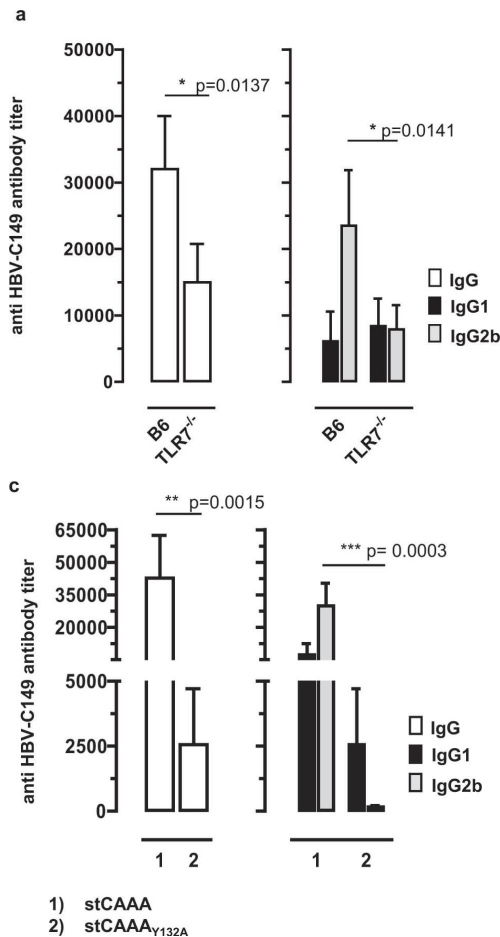 a
anti HBV-C149 antibody titer
50000
40000
30000
20000
10000
0
* p=0.0137
* p=0.0141
IgG
IgG1
IgG2b
B6
TLR7-/-
B6
TLR7-/-
c
anti HBV-C149 antibody titer
65000
50000
35000
20000
5000
2500
0
** p=0.0015
*** p= 0.0003
IgG
IgG1
IgG2b
1 2
1 2
1) stCAAA
2) stCAAAY132A